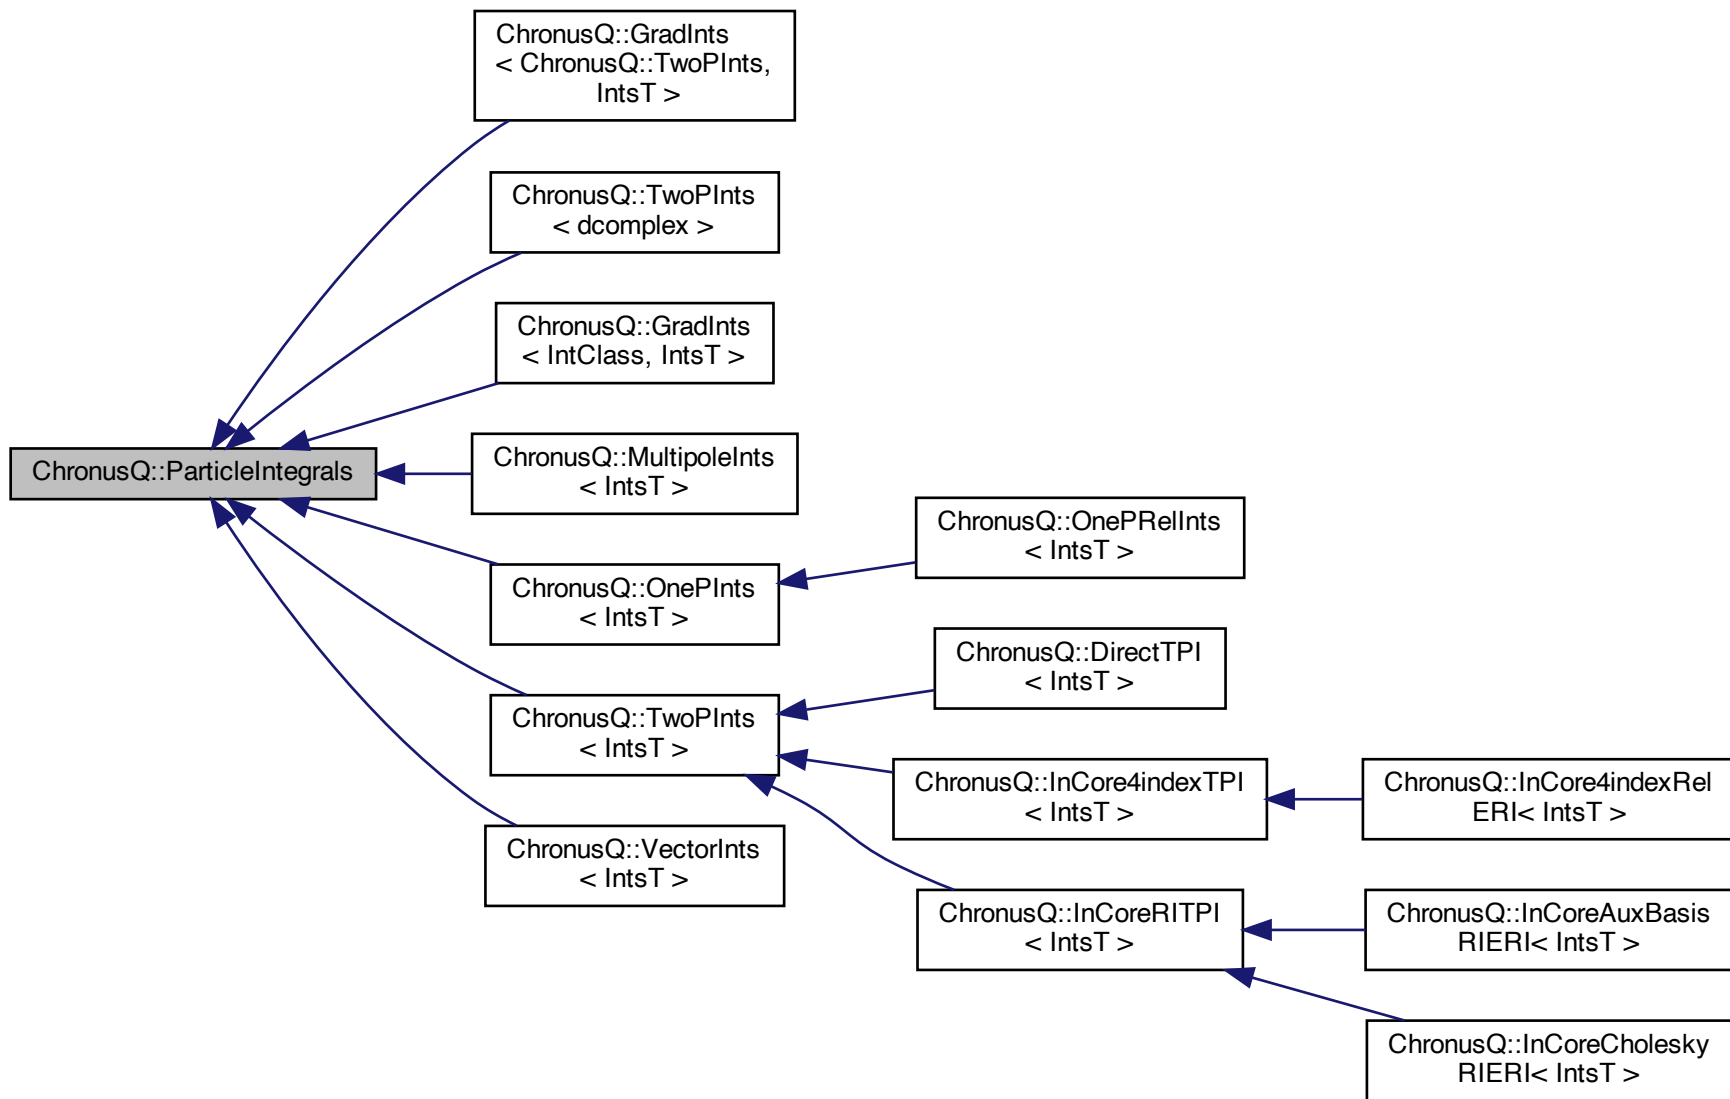 ChronusQ::GradInts
< ChronusQ::TwoPInts,
IntsT >
ChronusQ::TwoPInts
< dcomplex >
ChronusQ::GradInts
< IntClass, IntsT >
ChronusQ::ParticleIntegrals
ChronusQ::MultipoleInts
< IntsT >
ChronusQ::OnePInts
< IntsT >
ChronusQ::OnePRelInts
< IntsT >
ChronusQ::TwoPInts
< IntsT >
ChronusQ::DirectTPI
< IntsT >
ChronusQ::InCore4indexTPI
< IntsT >
ChronusQ::InCore4indexRel
ERI< IntsT >
ChronusQ::VectorInts
< IntsT >
ChronusQ::InCoreRITPI
< IntsT >
ChronusQ::InCoreAuxBasis
RIERI< IntsT >
ChronusQ::InCoreCholesky
RIERI< IntsT >